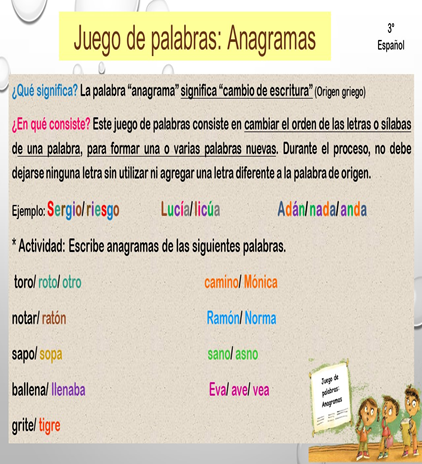 Juego de palabras: Anagramas
3°
Español
¿Qué significa? La palabra “anagrama” significa “cambio de escritura” (Origen griego)
¿En qué consiste? Este juego de palabras consiste en cambiar el orden de las letras o sílabas
de una palabra, para formar una o varias palabras nuevas. Durante el proceso, no debe
dejarse ninguna letra sin utilizar ni agregar una letra diferente a la palabra de origen.
Ejemplo: Sergio/ riesgo Lucía/ licúa Adán/ nada/ anda
* Actividad: Escribe anagramas de las siguientes palabras.
toro/ roto/ otro camino/ Mónica
notar/ ratón Ramón/ Norma
sapo/ sopa sano/ asno
ballena/ llenaba Eva/ ave/ vea
grite/ tigre
Juego de
palabras:
Anagramas